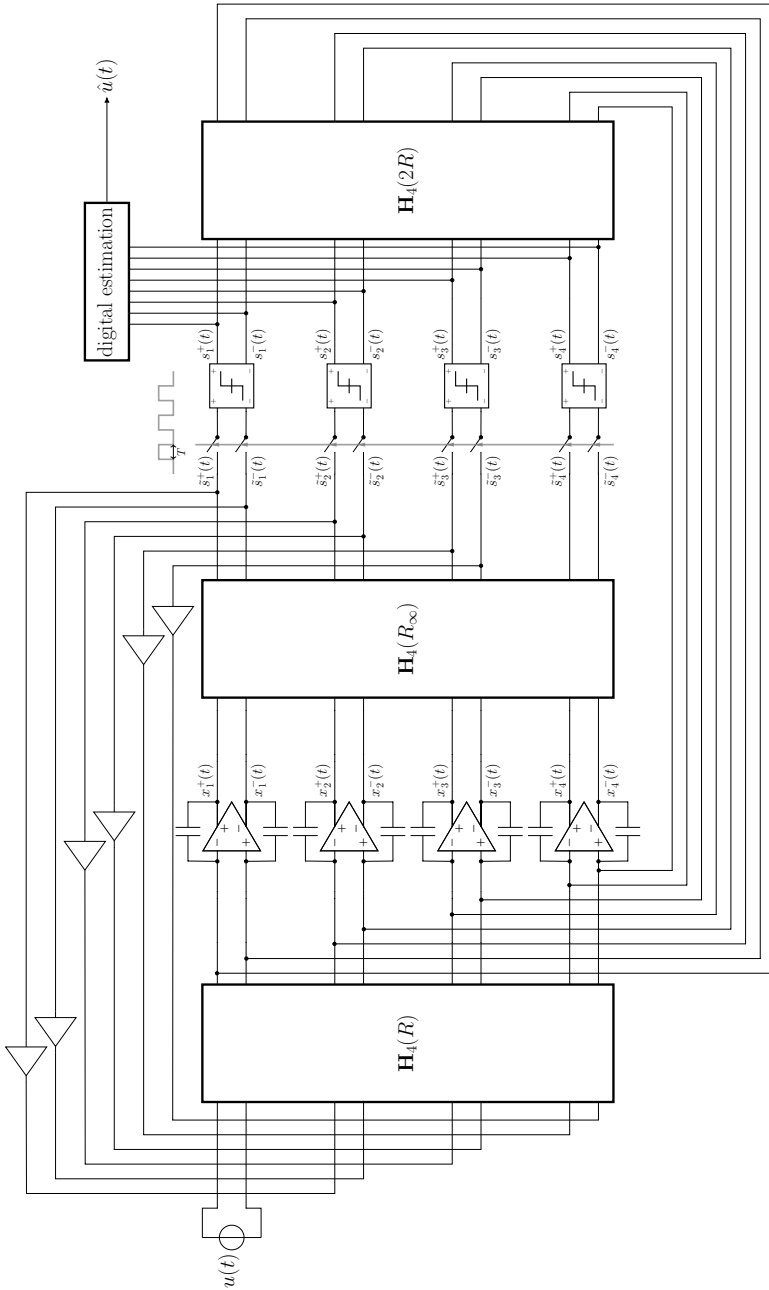 digital estimation
û(t)
T
u(t)
H₄(R)
H₄(R∞)
H₄(2R)
− +
+ −
x₁⁺(t)
x₁⁻(t)
s̃₁⁺(t)
s̃₁⁻(t)
+ +
− −
s₁⁺(t)
s₁⁻(t)
− +
+ −
x₂⁺(t)
x₂⁻(t)
s̃₂⁺(t)
s̃₂⁻(t)
+ +
− −
s₂⁺(t)
s₂⁻(t)
− +
+ −
x₃⁺(t)
x₃⁻(t)
s̃₃⁺(t)
s̃₃⁻(t)
+ +
− −
s₃⁺(t)
s₃⁻(t)
− +
+ −
x₄⁺(t)
x₄⁻(t)
s̃₄⁺(t)
s̃₄⁻(t)
+ +
− −
s₄⁺(t)
s₄⁻(t)